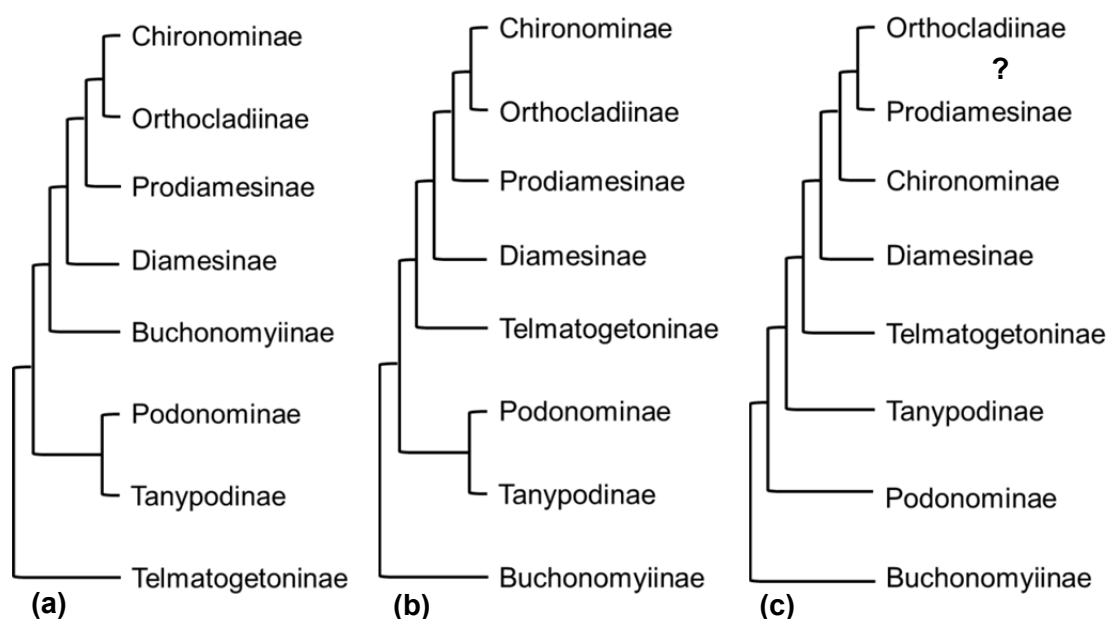 Chironominae
Orthocladiinae
Prodiamesinae
Diamesinae
Buchonomyiinae
Podonominae
Tanypodinae
Telmatogetoninae
(a)
Chironominae
Orthocladiinae
Prodiamesinae
Diamesinae
Telmatogetoninae
Podonominae
Tanypodinae
Buchonomyiinae
(b)
Orthocladiinae
?
Prodiamesinae
Chironominae
Diamesinae
Telmatogetoninae
Tanypodinae
Podonominae
Buchonomyiinae
(c)